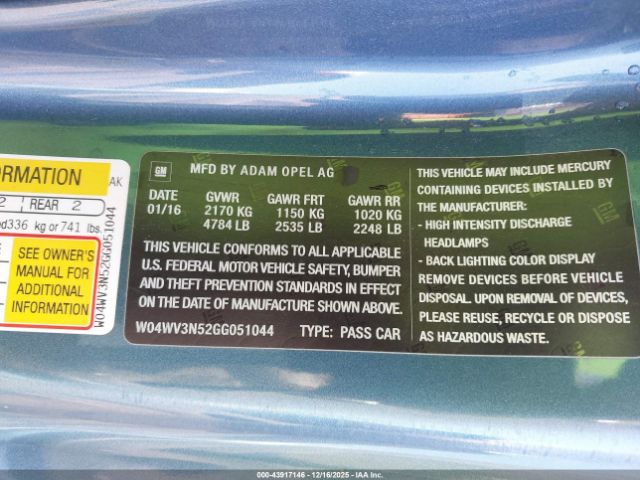 ORMATION
AK
2 REAR 2
336 kg or 741 lbs.
SEE OWNER'S
MANUAL FOR
ADDITIONAL
INFORMATION
W04WV3N52GG051044
GM
MFD BY ADAM OPEL AG
DATE GVWR GAWR FRT GAWR RR
01/16 2170 KG 1150 KG 1020 KG
4784 LB 2535 LB 2248 LB
THIS VEHICLE CONFORMS TO ALL APPLICABLE
U.S. FEDERAL MOTOR VEHICLE SAFETY, BUMPER
AND THEFT PREVENTION STANDARDS IN EFFECT
ON THE DATE OF MANUFACTURE SHOWN ABOVE.
W04WV3N52GG051044 TYPE: PASS CAR
THIS VEHICLE MAY INCLUDE MERCURY
CONTAINING DEVICES INSTALLED BY
THE MANUFACTURER:
- HIGH INTENSITY DISCHARGE
HEADLAMPS
- BACK LIGHTING COLOR DISPLAY
REMOVE DEVICES BEFORE VEHICLE
DISPOSAL. UPON REMOVAL OF DEVICES,
PLEASE REUSE, RECYCLE OR DISPOSE
AS HAZARDOUS WASTE.
000-43917146 - 12/16/2025 - IAAI.COM